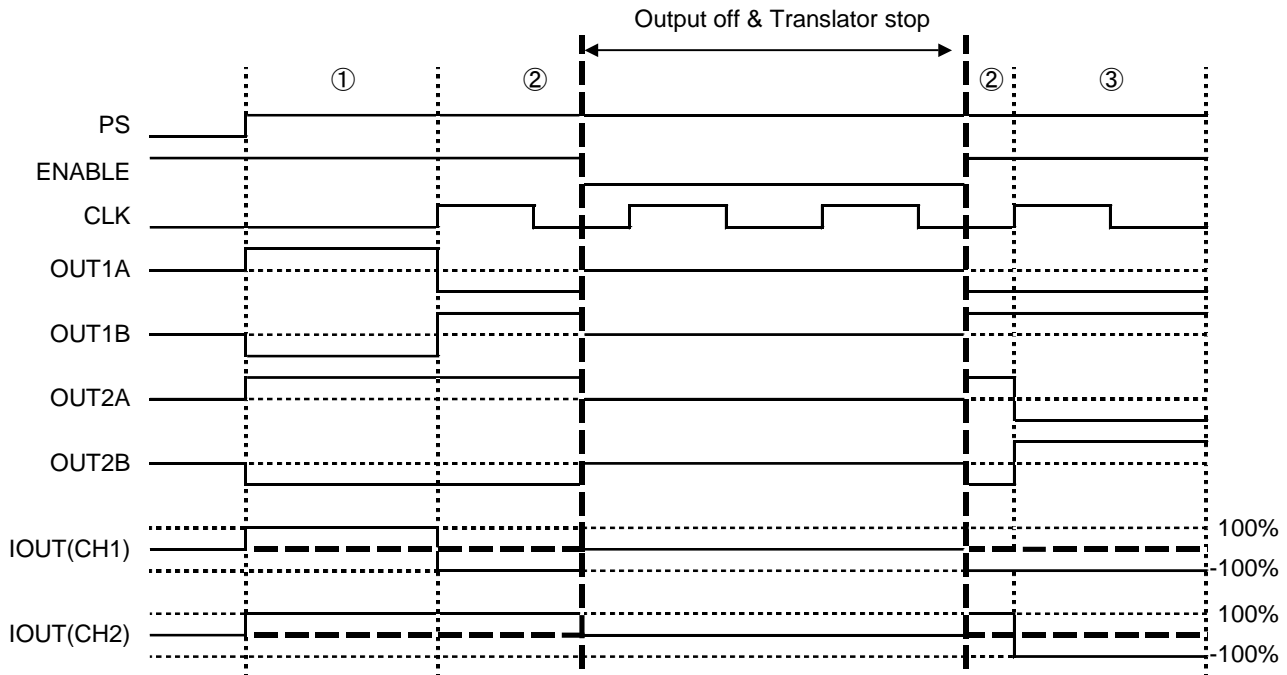 Output off & Translator stop
① ② ② ③
PS
ENABLE
CLK
OUT1A
OUT1B
OUT2A
OUT2B
100%
IOUT(CH1)
-100%
100%
IOUT(CH2)
-100%